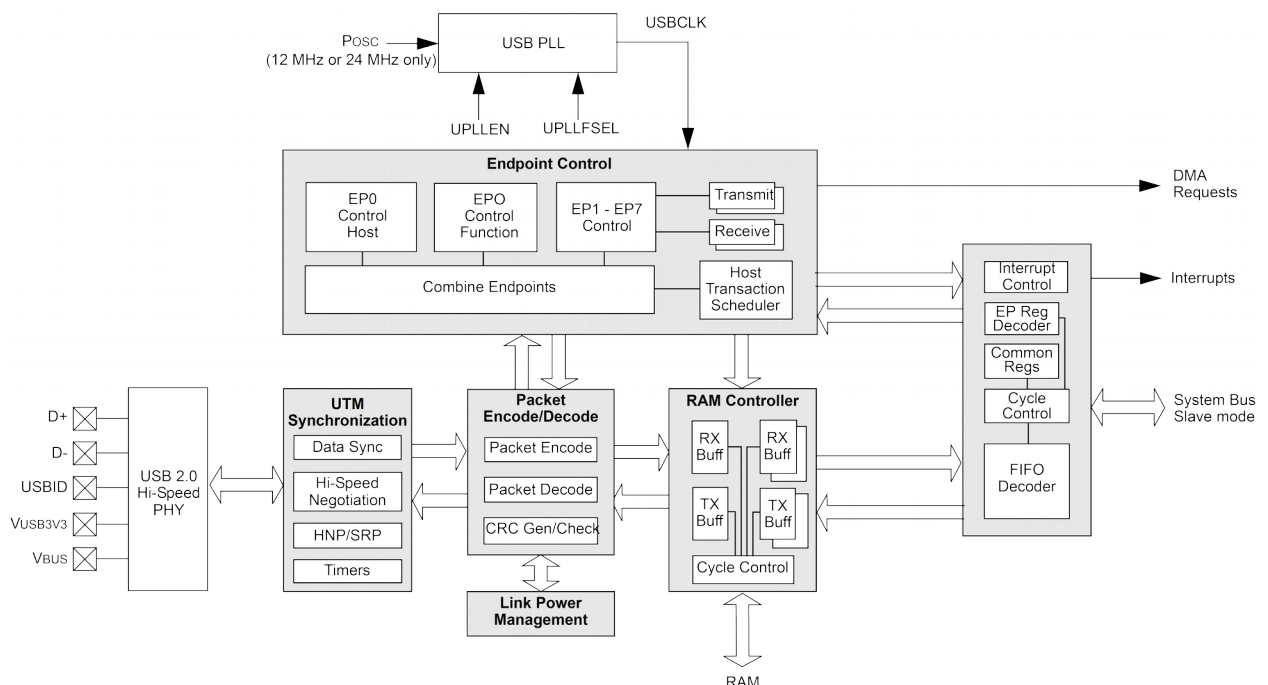 USBCLK
POSC
(12 MHz or 24 MHz only)
USB PLL
UPLLEN
UPLLFSEL
Endpoint Control
EP0
Control
Host
EPO
Control
Function
EP1 - EP7
Control
Transmit
Receive
Combine Endpoints
Host
Transaction
Scheduler
DMA
Requests
Interrupt
Control
Interrupts
EP Reg
Decoder
Common
Regs
Cycle
Control
FIFO
Decoder
System Bus
Slave mode
D+
D-
USBID
VUSB3V3
VBUS
USB 2.0
Hi-Speed
PHY
UTM
Synchronization
Data Sync
Hi-Speed
Negotiation
HNP/SRP
Timers
Packet
Encode/Decode
Packet Encode
Packet Decode
CRC Gen/Check
Link Power
Management
RAM Controller
RX
Buff
RX
Buff
TX
Buff
TX
Buff
Cycle Control
RAM